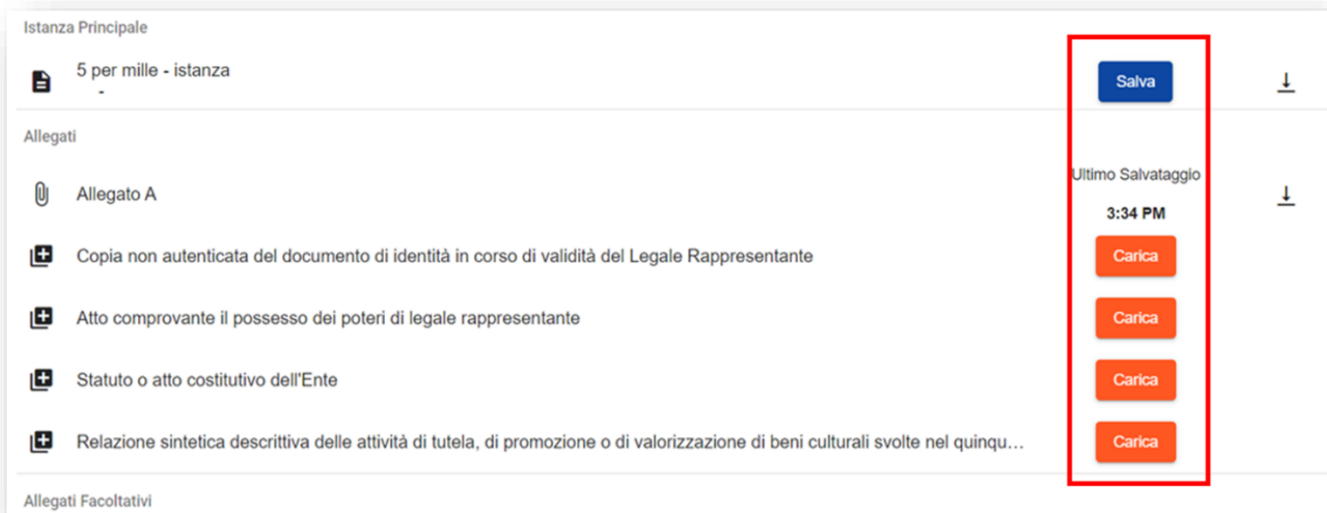 Istanza Principale
5 per mille - istanza
-
Salva
Allegati
Allegato A
Ultimo Salvataggio
3:34 PM
Copia non autenticata del documento di identità in corso di validità del Legale Rappresentante
Carica
Atto comprovante il possesso dei poteri di legale rappresentante
Carica
Statuto o atto costitutivo dell'Ente
Carica
Relazione sintetica descrittiva delle attività di tutela, di promozione o di valorizzazione di beni culturali svolte nel quinqu…
Carica
Allegati Facoltativi